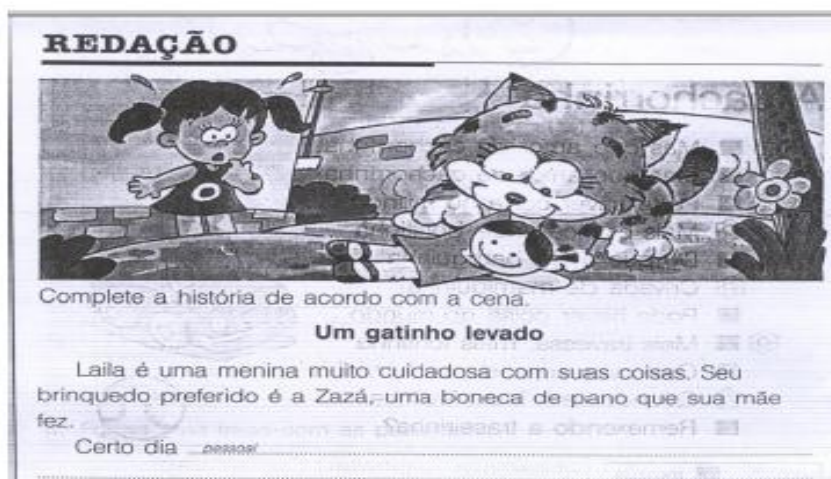 REDAÇÃO
Complete a história de acordo com a cena.
Um gatinho levado
Laila é uma menina muito cuidadosa com suas coisas. Seu
brinquedo preferido é a Zazá, uma boneca de pano que sua mãe
fez.
Certo dia